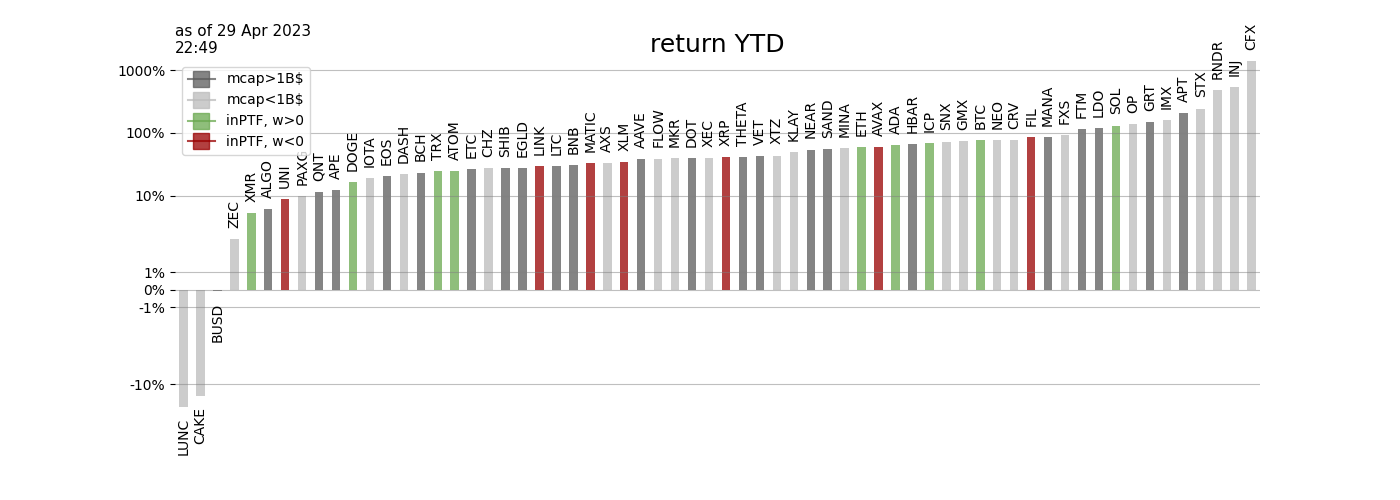 as of 29 Apr 2023
22:49
return YTD
1000%
100%
10%
1%
0%
-1%
-10%
mcap>1B$
mcap<1B$
inPTF, w>0
inPTF, w<0
LUNC
CAKE
BUSD
ZEC
XMR
ALGO
UNI
PAXG
QNT
APE
DOGE
IOTA
EOS
DASH
BCH
TRX
ATOM
ETC
CHZ
SHIB
EGLD
LINK
LTC
BNB
MATIC
AXS
XLM
AAVE
FLOW
MKR
DOT
XEC
XRP
THETA
VET
XTZ
KLAY
NEAR
SAND
MINA
ETH
AVAX
ADA
HBAR
ICP
SNX
GMX
BTC
NEO
CRV
FIL
MANA
FXS
FTM
LDO
SOL
OP
GRT
IMX
APT
STX
RNDR
INJ
CFX